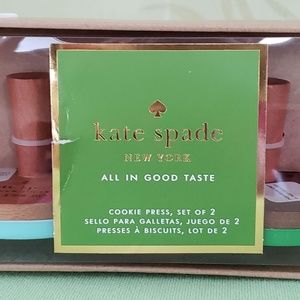 kate spade
NEW YORK
ALL IN GOOD TASTE
COOKIE PRESS, SET OF 2
SELLO PARA GALLETAS, JUEGO DE 2
PRESSES À BISCUITS, LOT DE 2